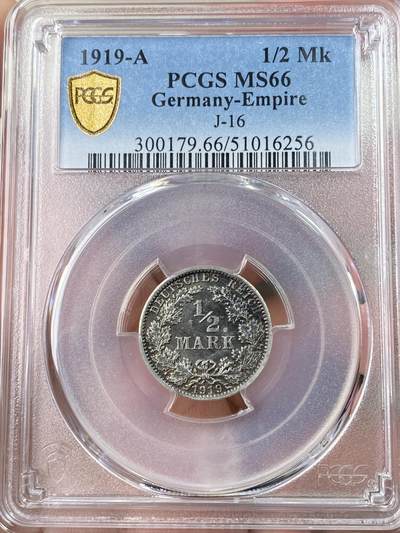 1919-A
1/2 Mk
PCGS MS66
Germany-Empire
J-16
300179.66/51016256
PCGS
DEUTSCHES REICH
1/2
MARK
1919
PCGS